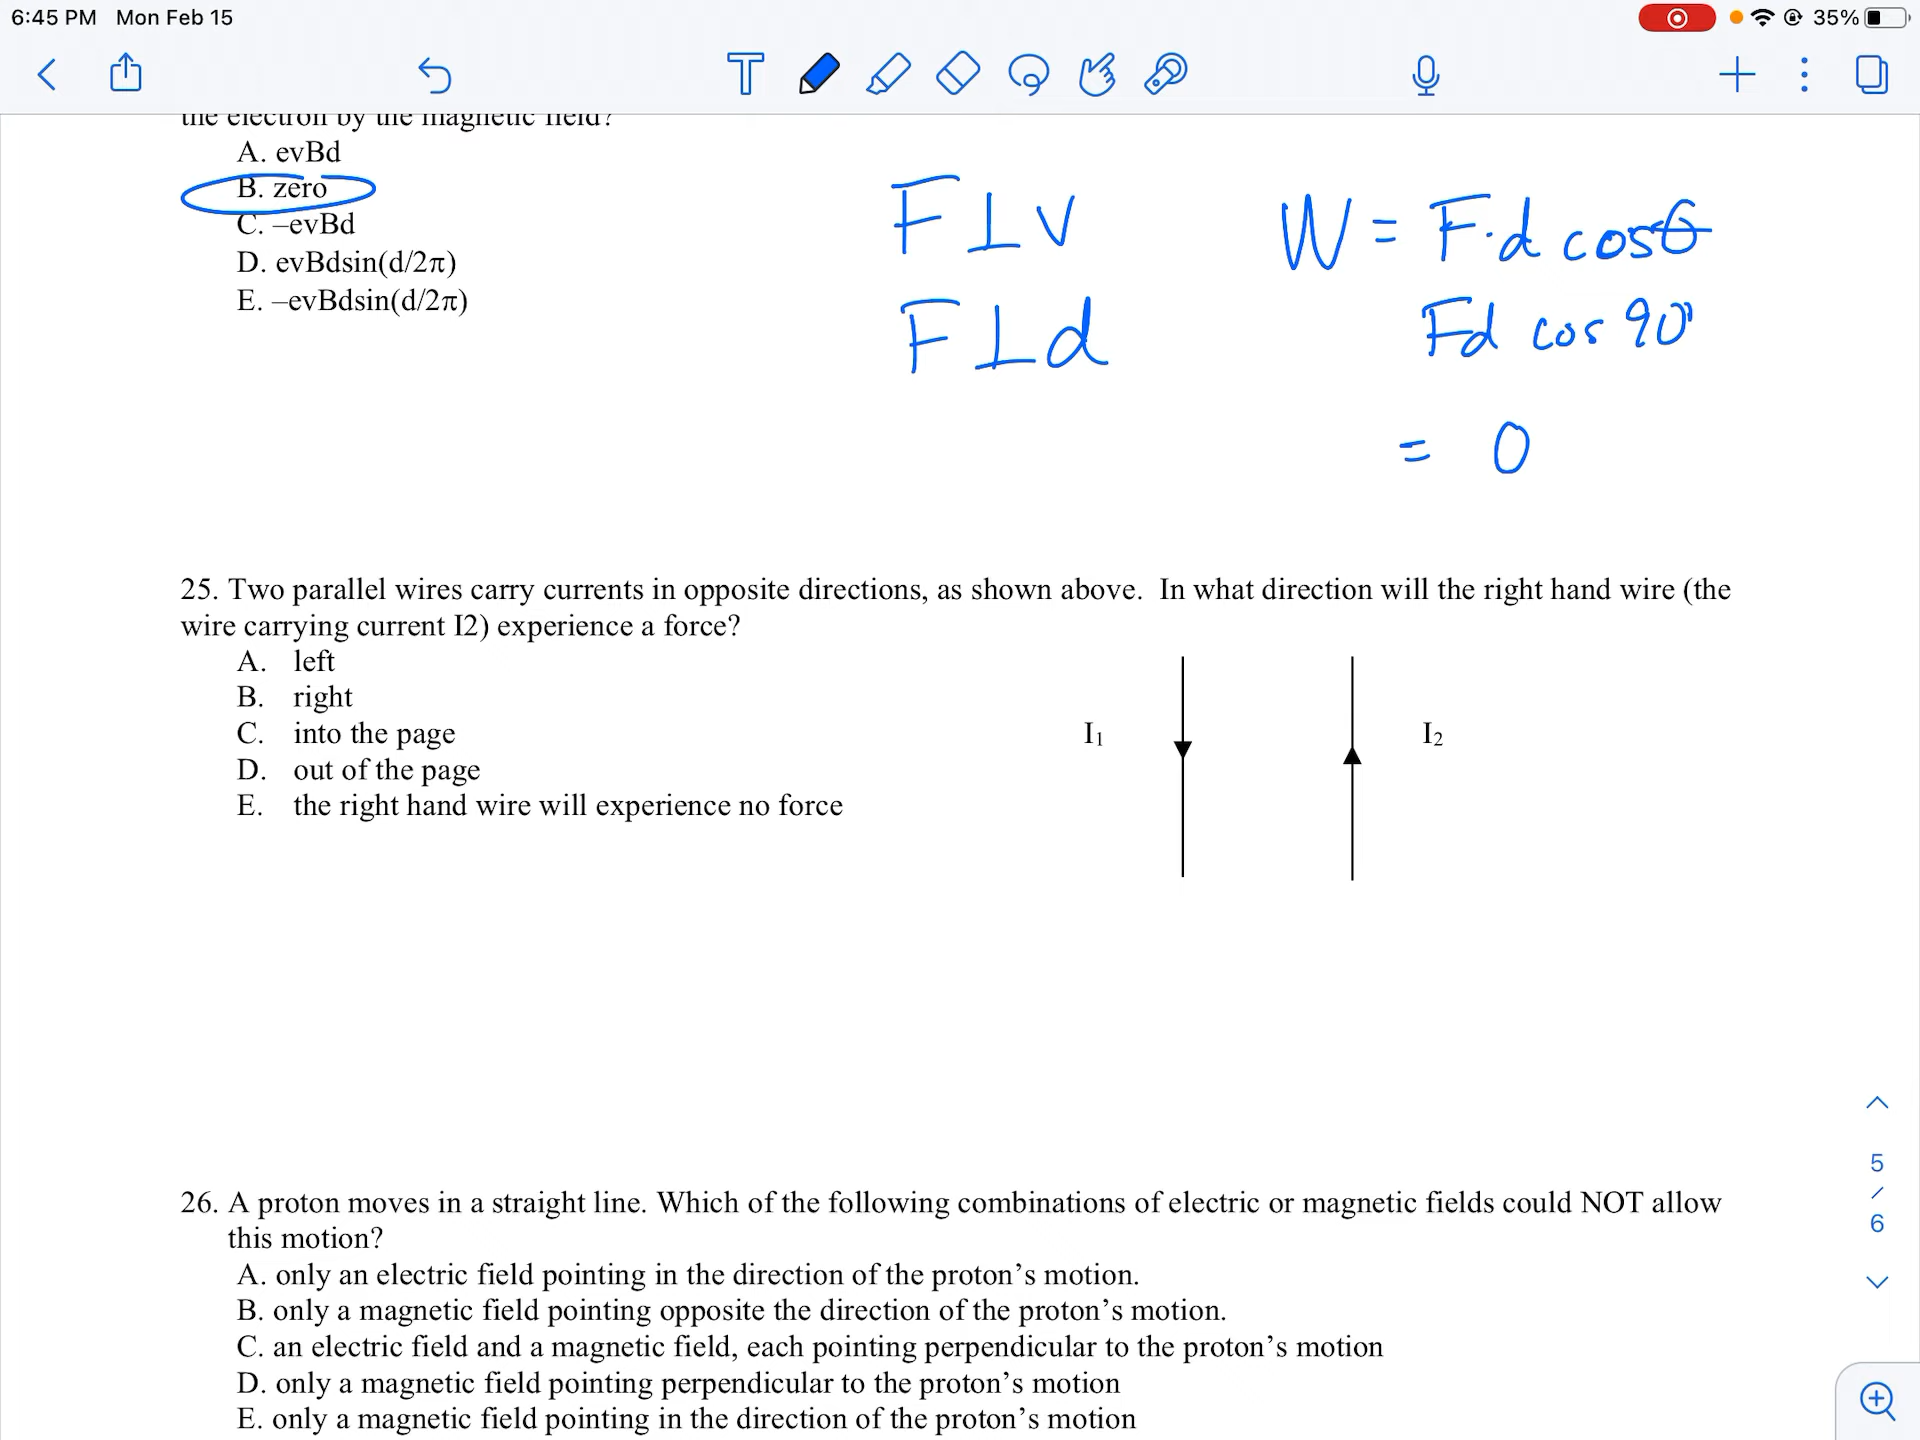 6:45 PM Mon Feb 15
35%
T
the electron by the magnetic field?
A. evBd
B. zero
C. –evBd
D. evBdsin(d/2π)
E. –evBdsin(d/2π)
F ⊥ v
W = F·d cosθ
F ⊥ d
Fd cos 90°
= 0
25. Two parallel wires carry currents in opposite directions, as shown above. In what direction will the right hand wire (the
wire carrying current I2) experience a force?
A. left
B. right
C. into the page
D. out of the page
E. the right hand wire will experience no force
I₁
I₂
5
/
6
26. A proton moves in a straight line. Which of the following combinations of electric or magnetic fields could NOT allow
this motion?
A. only an electric field pointing in the direction of the proton’s motion.
B. only a magnetic field pointing opposite the direction of the proton’s motion.
C. an electric field and a magnetic field, each pointing perpendicular to the proton’s motion
D. only a magnetic field pointing perpendicular to the proton’s motion
E. only a magnetic field pointing in the direction of the proton’s motion